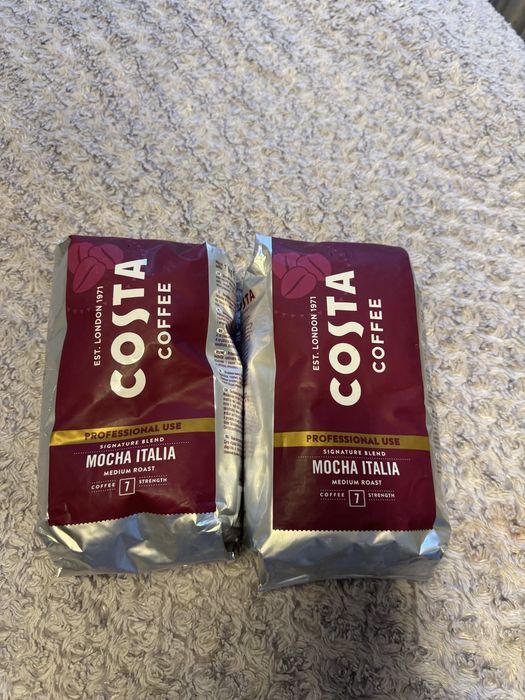 EST. LONDON 1971
COSTA
COFFEE
PROFESSIONAL USE
SIGNATURE BLEND
MOCHA ITALIA
MEDIUM ROAST
COFFEE 7 STRENGTH
EST. LONDON 1971
COSTA
COFFEE
PROFESSIONAL USE
SIGNATURE BLEND
MOCHA ITALIA
MEDIUM ROAST
COFFEE 7 STRENGTH